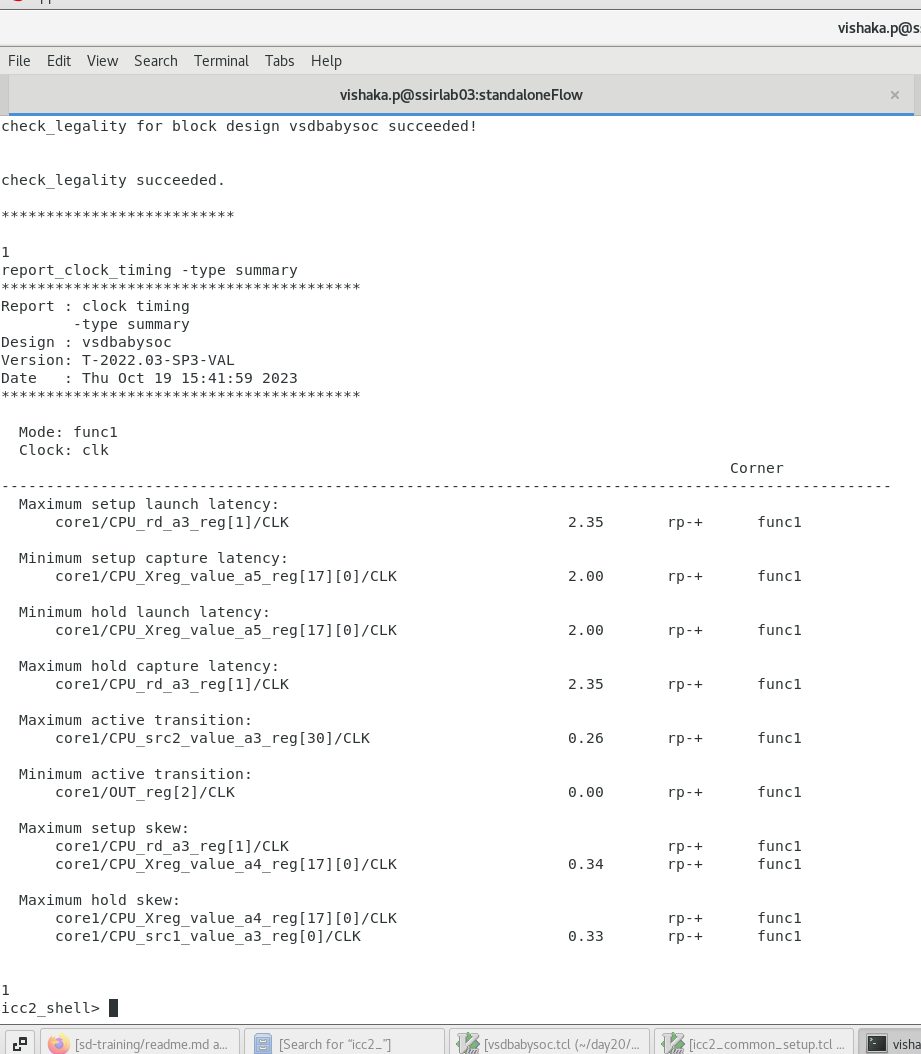 vishaka.p@s
File Edit View Search Terminal Tabs Help
vishaka.p@ssirlab03:standaloneFlow ×
check_legality for block design vsdbabysoc succeeded!
check_legality succeeded.
**************************
1
report_clock_timing -type summary
****************************************
Report : clock timing
        -type summary
Design : vsdbabysoc
Version: T-2022.03-SP3-VAL
Date   : Thu Oct 19 15:41:59 2023
****************************************
  Mode: func1
  Clock: clk
                                                                                 Corner
---------------------------------------------------------------------------------------------------
  Maximum setup launch latency:
      core1/CPU_rd_a3_reg[1]/CLK                               2.35       rp-+      func1
  Minimum setup capture latency:
      core1/CPU_Xreg_value_a5_reg[17][0]/CLK                   2.00       rp-+      func1
  Minimum hold launch latency:
      core1/CPU_Xreg_value_a5_reg[17][0]/CLK                   2.00       rp-+      func1
  Maximum hold capture latency:
      core1/CPU_rd_a3_reg[1]/CLK                               2.35       rp-+      func1
  Maximum active transition:
      core1/CPU_src2_value_a3_reg[30]/CLK                      0.26       rp-+      func1
  Minimum active transition:
      core1/OUT_reg[2]/CLK                                     0.00       rp-+      func1
  Maximum setup skew:
      core1/CPU_rd_a3_reg[1]/CLK                                          rp-+      func1
      core1/CPU_Xreg_value_a4_reg[17][0]/CLK                   0.34       rp-+      func1
  Maximum hold skew:
      core1/CPU_Xreg_value_a4_reg[17][0]/CLK                              rp-+      func1
      core1/CPU_src1_value_a3_reg[0]/CLK                       0.33       rp-+      func1
1
icc2_shell>
[sd-training/readme.md a... [Search for "icc2_"] [vsdbabysoc.tcl (~/day20/... [icc2_common_setup.tcl ... visha